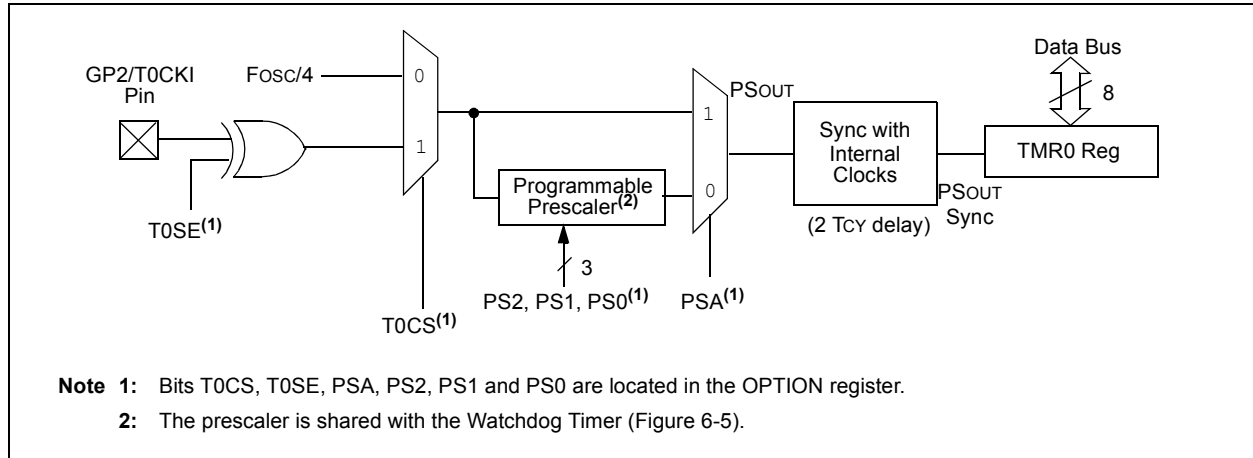 GP2/T0CKI
Pin
T0SE(1)
FOSC/4
0
1
T0CS(1)
Programmable
Prescaler(2)
3
PS2, PS1, PS0(1)
1
0
PSA(1)
PSOUT
Sync with
Internal
Clocks
(2 TCY delay)
PSOUT
Sync
Data Bus
8
TMR0 Reg
Note 1: Bits T0CS, T0SE, PSA, PS2, PS1 and PS0 are located in the OPTION register.
2: The prescaler is shared with the Watchdog Timer (Figure 6-5).